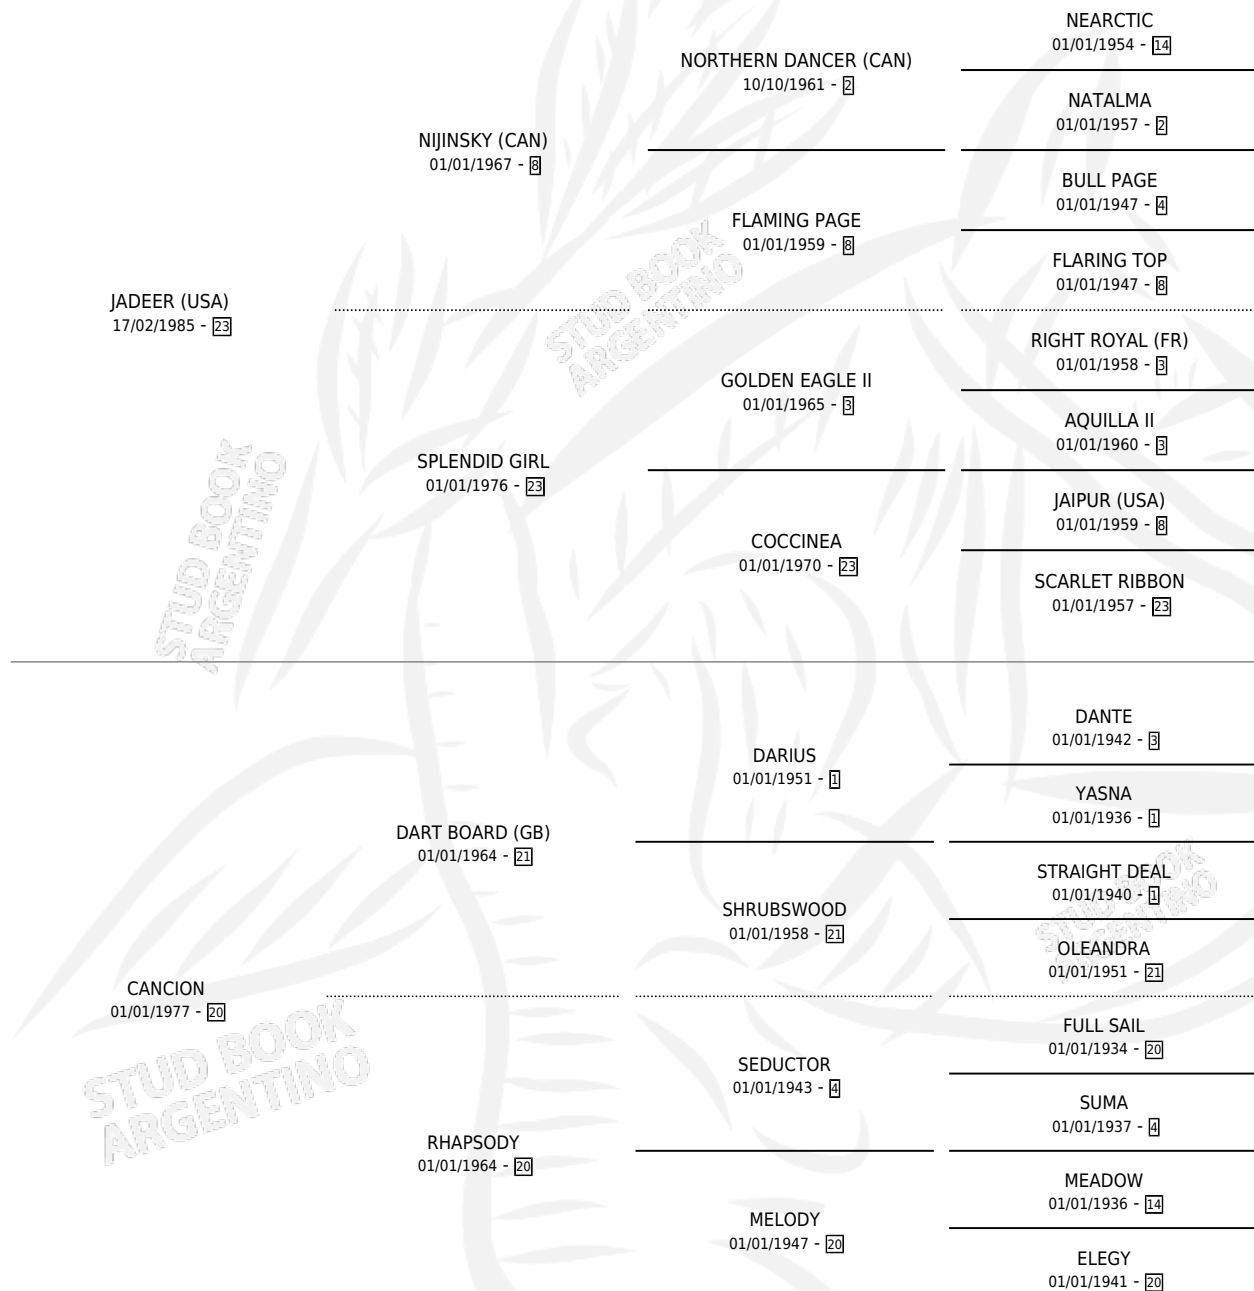 NEARCTIC
01/01/1954 - 14
NORTHERN DANCER (CAN)
10/10/1961 - 2
NATALMA
01/01/1957 - 2
NIJINSKY (CAN)
01/01/1967 - 8
BULL PAGE
01/01/1947 - 4
FLAMING PAGE
01/01/1959 - 8
FLARING TOP
01/01/1947 - 8
JADEER (USA)
17/02/1985 - 23
RIGHT ROYAL (FR)
01/01/1958 - 3
GOLDEN EAGLE II
01/01/1965 - 3
AQUILLA II
01/01/1960 - 3
SPLENDID GIRL
01/01/1976 - 23
JAIPUR (USA)
01/01/1959 - 8
COCCINEA
01/01/1970 - 23
SCARLET RIBBON
01/01/1957 - 23
DANTE
01/01/1942 - 3
DARIUS
01/01/1951 - 1
YASNA
01/01/1936 - 1
DART BOARD (GB)
01/01/1964 - 21
STRAIGHT DEAL
01/01/1940 - 1
SHRUBSWOOD
01/01/1958 - 21
OLEANDRA
01/01/1951 - 21
CANCION
01/01/1977 - 20
FULL SAIL
01/01/1934 - 20
SEDUCTOR
01/01/1943 - 4
SUMA
01/01/1937 - 4
RHAPSODY
01/01/1964 - 20
MEADOW
01/01/1936 - 14
MELODY
01/01/1947 - 20
ELEGY
01/01/1941 - 20
STUD BOOK
ARGENTINO
STUD BOOK
ARGENTINO
STUD BOOK
ARGENTINO
STUD BOOK
ARGENTINO